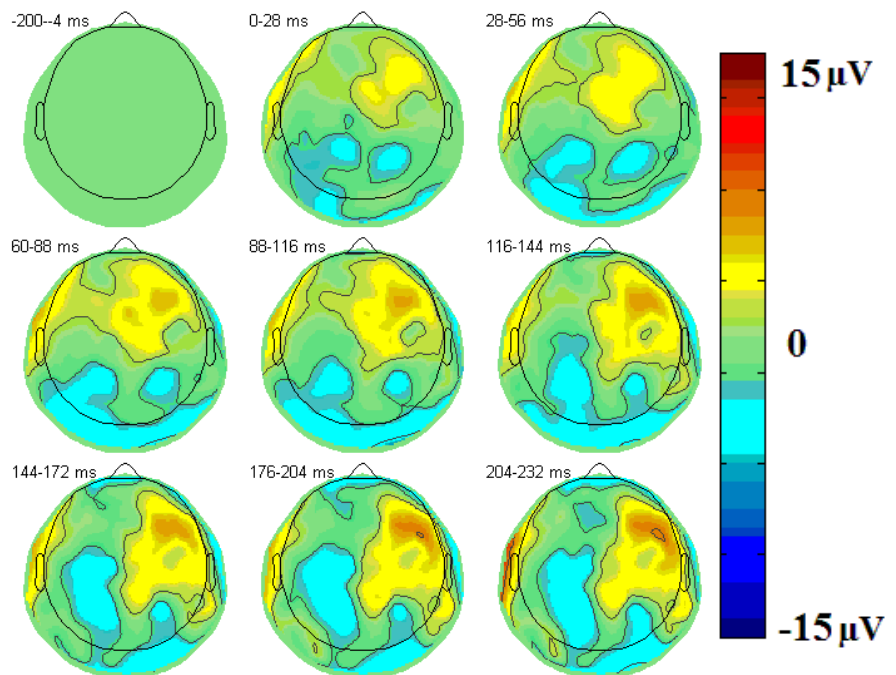 -200--4 ms
0-28 ms
28-56 ms
15 μV
60-88 ms
88-116 ms
116-144 ms
0
144-172 ms
176-204 ms
204-232 ms
-15 μV